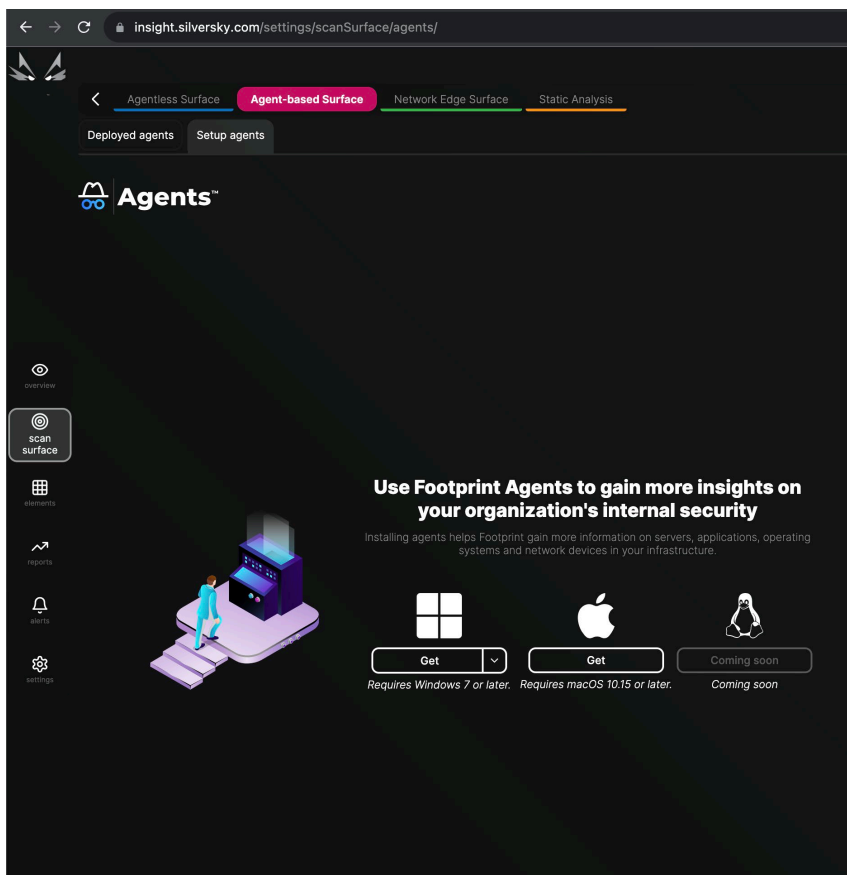 insight.silversky.com/settings/scanSurface/agents/
Agentless Surface Agent-based Surface Network Edge Surface Static Analysis
Deployed agents Setup agents
Agents™
overview
scan
surface
elements
reports
alerts
settings
Use Footprint Agents to gain more insights on
your organization's internal security
Installing agents helps Footprint gain more information on servers, applications, operating
systems and network devices in your infrastructure.
Get Get Coming soon
Requires Windows 7 or later. Requires macOS 10.15 or later. Coming soon